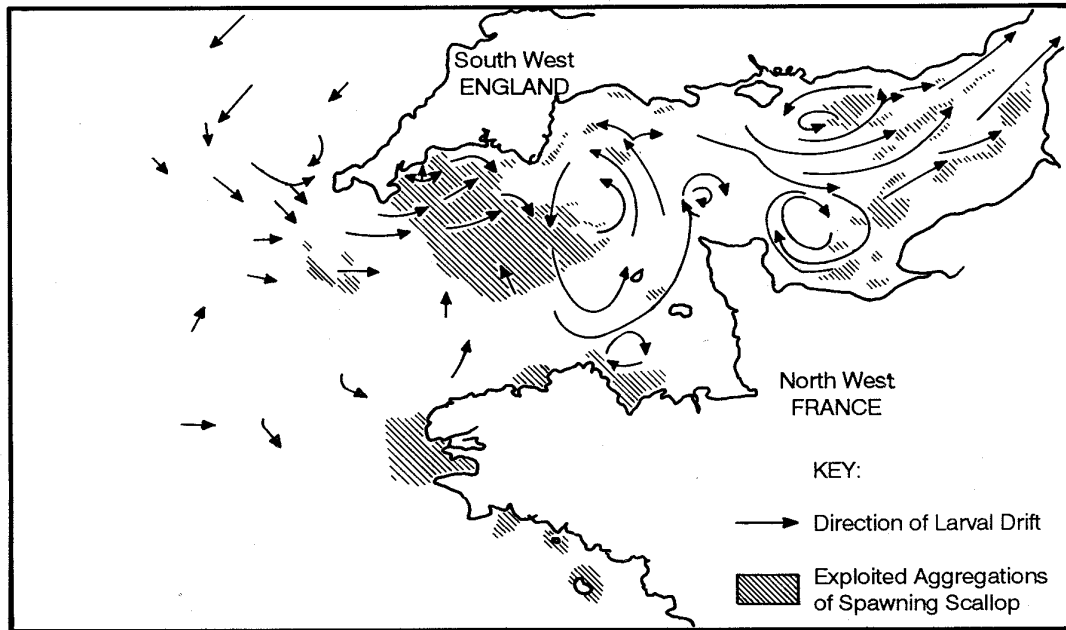 South West
ENGLAND
North West
FRANCE
KEY:
Direction of Larval Drift
Exploited Aggregations
of Spawning Scallop